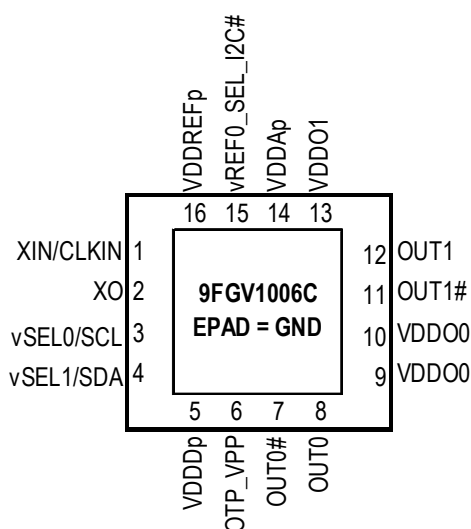 VDDREFp
vREF0_SEL_I2C#
VDDAp
VDDO1
16 15 14 13
XIN/CLKIN 1
XO 2
vSEL0/SCL 3
vSEL1/SDA 4
9FGV1006C
EPAD = GND
12 OUT1
11 OUT1#
10 VDDO0
9 VDDO0
5 6 7 8
VDDDp
OTP_VPP
OUT0#
OUT0